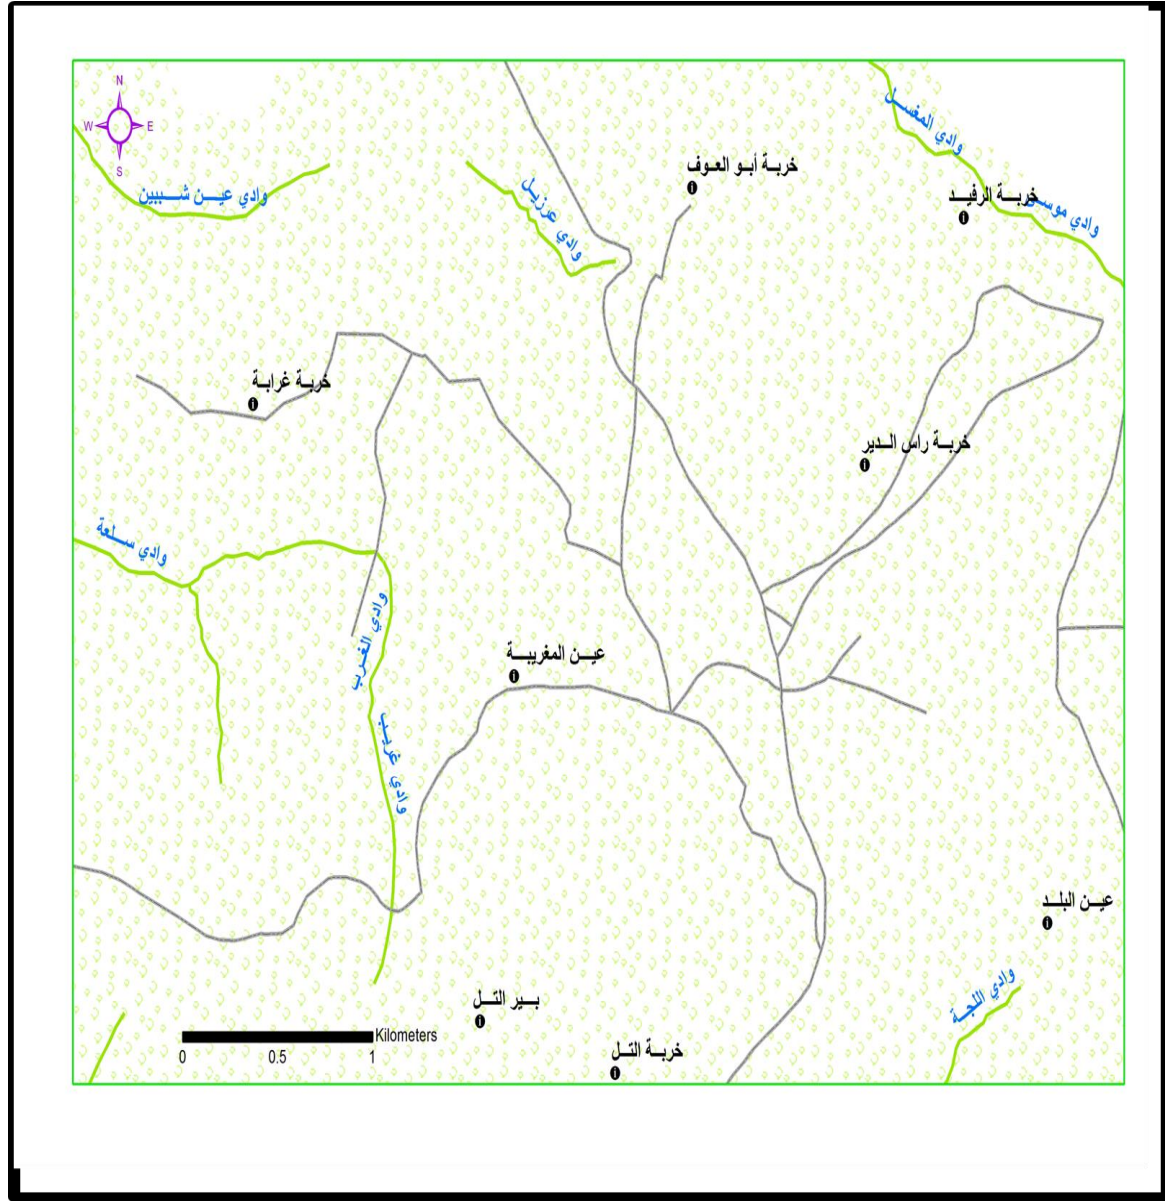 N
W
E
S
وادي المغسل
خربة أبو العوف
وادي عين شبيين
وادي عرزيل
خربة الرفيد
وادي موسى
خربة غرابة
خربة راس الدير
وادي سلعة
وادي الغرب
عين المغريبة
وادي غريب
عين البلد
وادي اللجة
بير التل
Kilometers
0
0.5
1
خربة التل